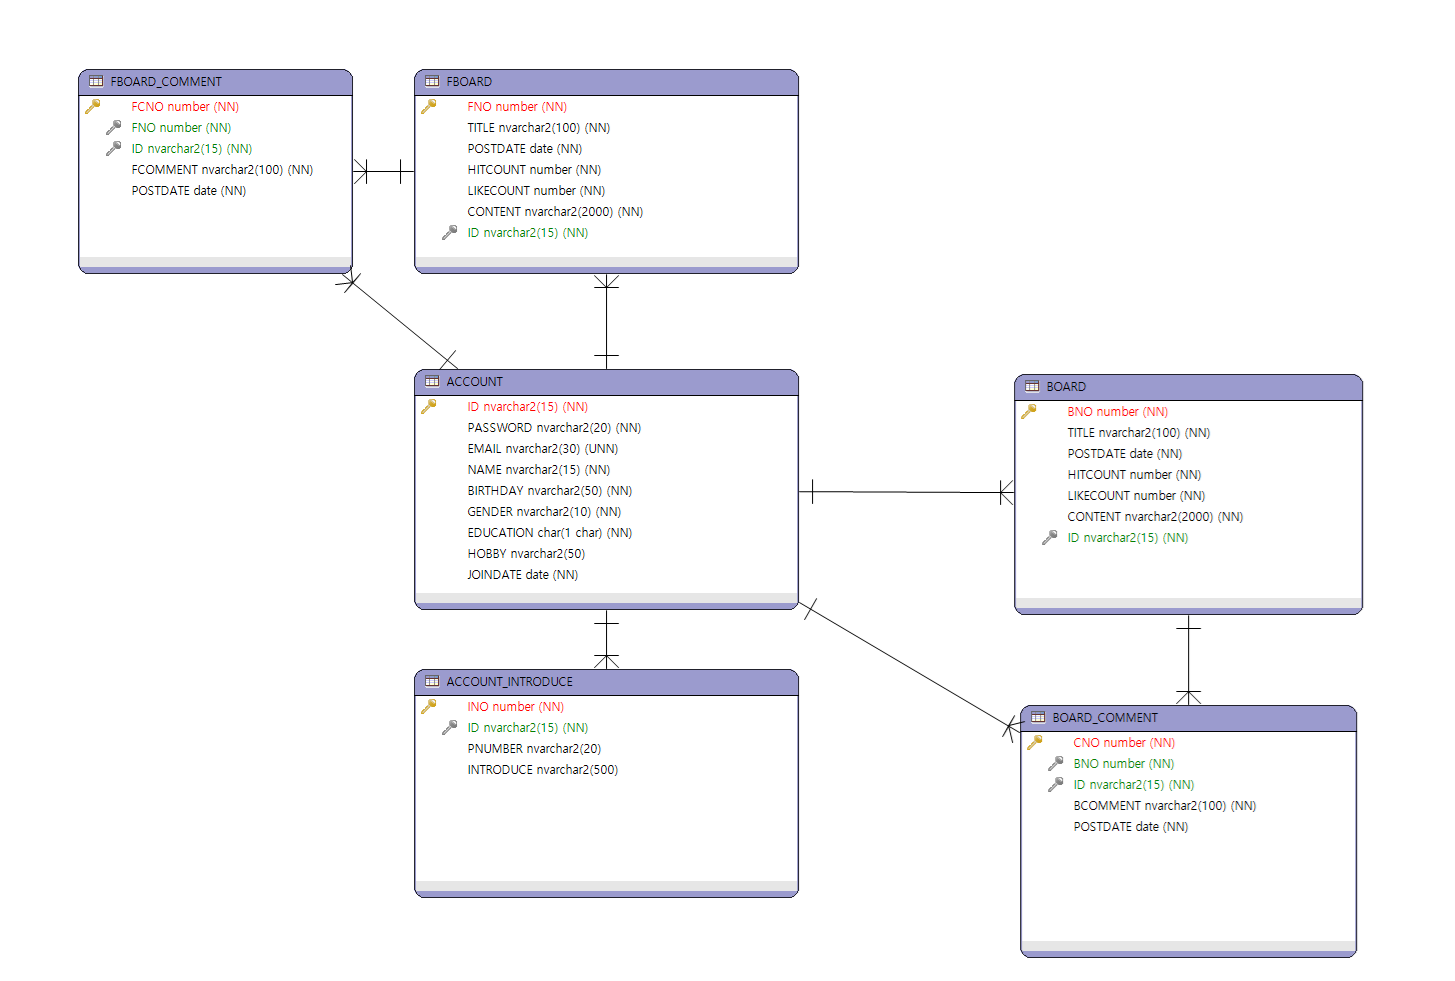 FBOARD_COMMENT
FCNO number (NN)
FNO number (NN)
ID nvarchar2(15) (NN)
FCOMMENT nvarchar2(100) (NN)
POSTDATE date (NN)
FBOARD
FNO number (NN)
TITLE nvarchar2(100) (NN)
POSTDATE date (NN)
HITCOUNT number (NN)
LIKECOUNT number (NN)
CONTENT nvarchar2(2000) (NN)
ID nvarchar2(15) (NN)
ACCOUNT
ID nvarchar2(15) (NN)
PASSWORD nvarchar2(20) (NN)
EMAIL nvarchar2(30) (UNN)
NAME nvarchar2(15) (NN)
BIRTHDAY nvarchar2(50) (NN)
GENDER nvarchar2(10) (NN)
EDUCATION char(1 char) (NN)
HOBBY nvarchar2(50)
JOINDATE date (NN)
BOARD
BNO number (NN)
TITLE nvarchar2(100) (NN)
POSTDATE date (NN)
HITCOUNT number (NN)
LIKECOUNT number (NN)
CONTENT nvarchar2(2000) (NN)
ID nvarchar2(15) (NN)
ACCOUNT_INTRODUCE
INO number (NN)
ID nvarchar2(15) (NN)
PNUMBER nvarchar2(20)
INTRODUCE nvarchar2(500)
BOARD_COMMENT
CNO number (NN)
BNO number (NN)
ID nvarchar2(15) (NN)
BCOMMENT nvarchar2(100) (NN)
POSTDATE date (NN)